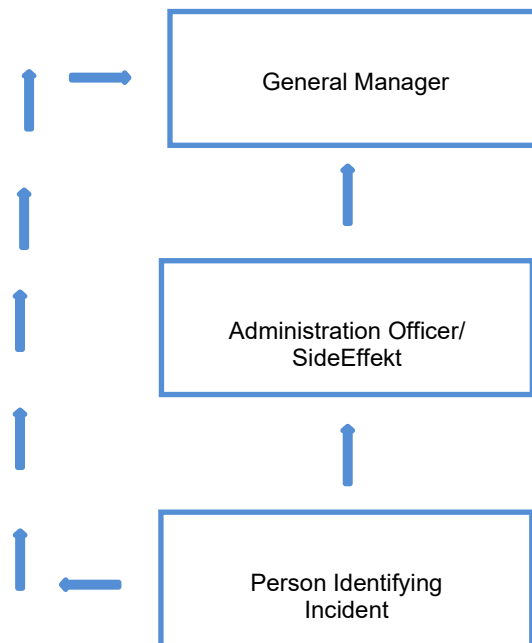 General Manager
Administration Officer/
SideEffekt
Person Identifying
Incident